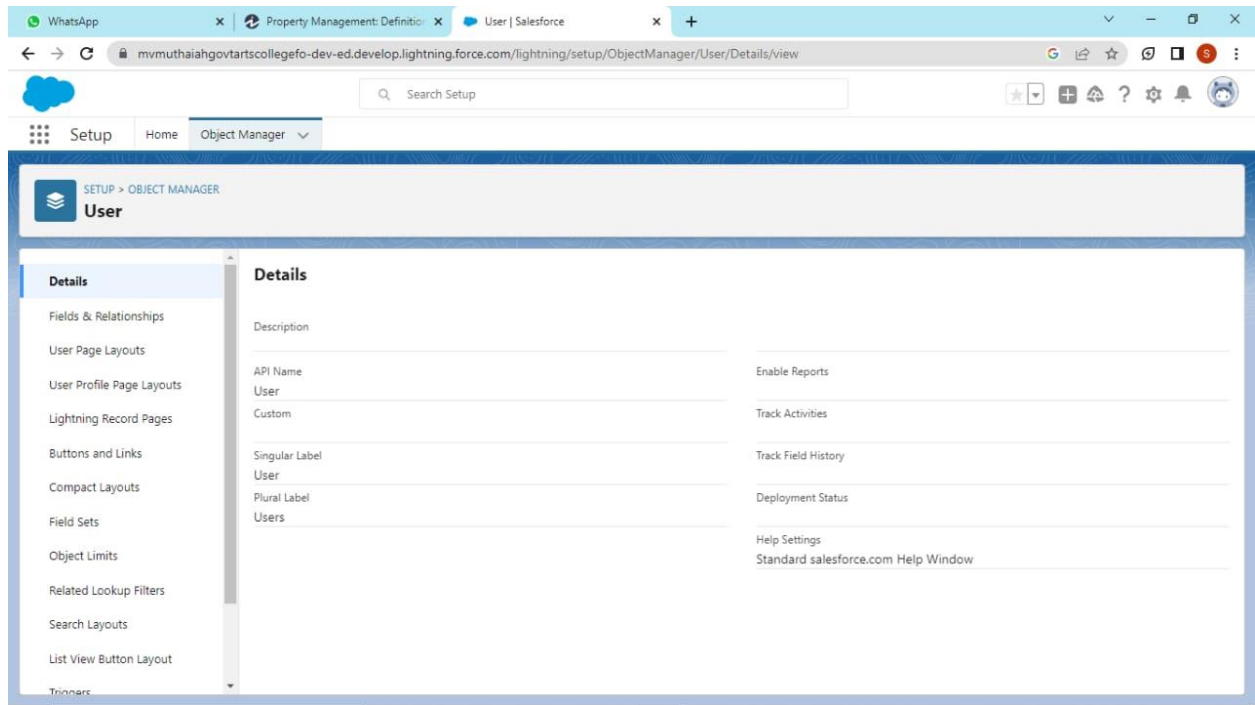 WhatsApp
Property Management: Definition
User | Salesforce
mvmuthaiahgovtartscollegefo-dev-ed.develop.lightning.force.com/lightning/setup/ObjectManager/User/Details/view
G
S
Search Setup
Setup
Home
Object Manager
SETUP > OBJECT MANAGER
User
Details
Fields & Relationships
User Page Layouts
User Profile Page Layouts
Lightning Record Pages
Buttons and Links
Compact Layouts
Field Sets
Object Limits
Related Lookup Filters
Search Layouts
List View Button Layout
Triggers
Details
Description
API Name
User
Custom
Singular Label
User
Plural Label
Users
Enable Reports
Track Activities
Track Field History
Deployment Status
Help Settings
Standard salesforce.com Help Window